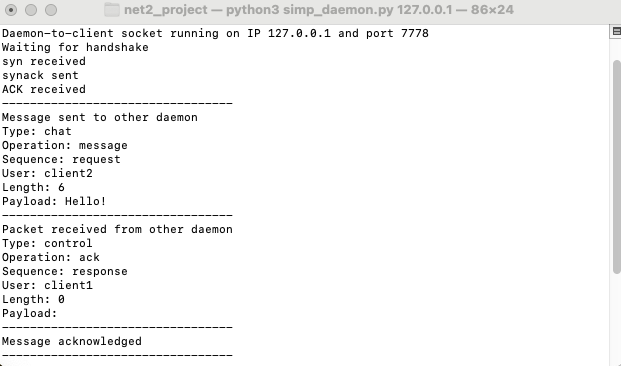 net2_project — python3 simp_daemon.py 127.0.0.1 — 86×24
Daemon-to-client socket running on IP 127.0.0.1 and port 7778
Waiting for handshake
syn received
synack sent
ACK received
---------------------------------
Message sent to other daemon
Type: chat
Operation: message
Sequence: request
User: client2
Length: 6
Payload: Hello!
---------------------------------
Packet received from other daemon
Type: control
Operation: ack
Sequence: response
User: client1
Length: 0
Payload:
---------------------------------
Message acknowledged
---------------------------------